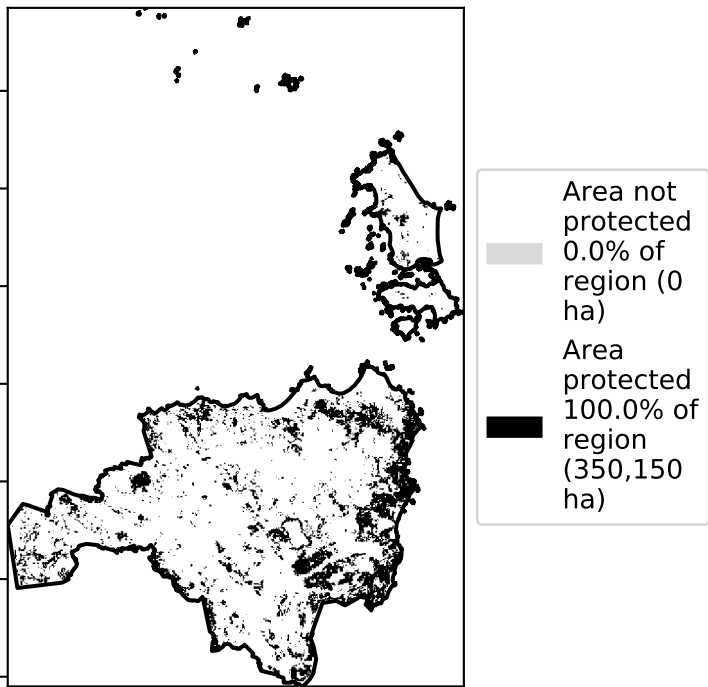 Area not
protected
0.0% of
region (0
ha)
Area
protected
100.0% of
region
(350,150
ha)